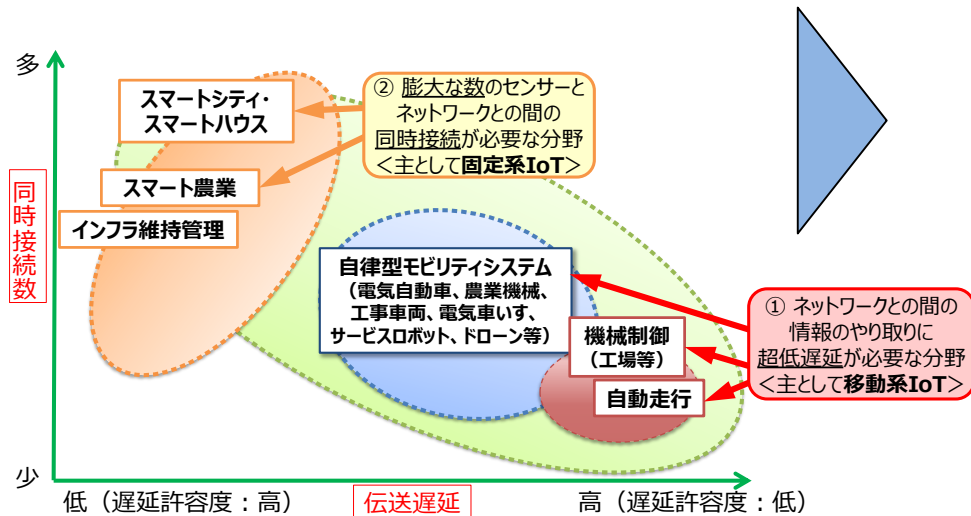 多
同時接続数
少
スマートシティ・
スマートハウス
スマート農業
インフラ維持管理
② 膨大な数のセンサーと
ネットワークとの間の
同時接続が必要な分野
＜主として固定系IoT＞
自律型モビリティシステム
（電気自動車、農業機械、
工事車両、電気車いす、
サービスロボット、ドローン等）
機械制御
（工場等）
自動走行
① ネットワークとの間の
情報のやり取りに
超低遅延が必要な分野
＜主として移動系IoT＞
低（遅延許容度：高）
伝送遅延
高（遅延許容度：低）